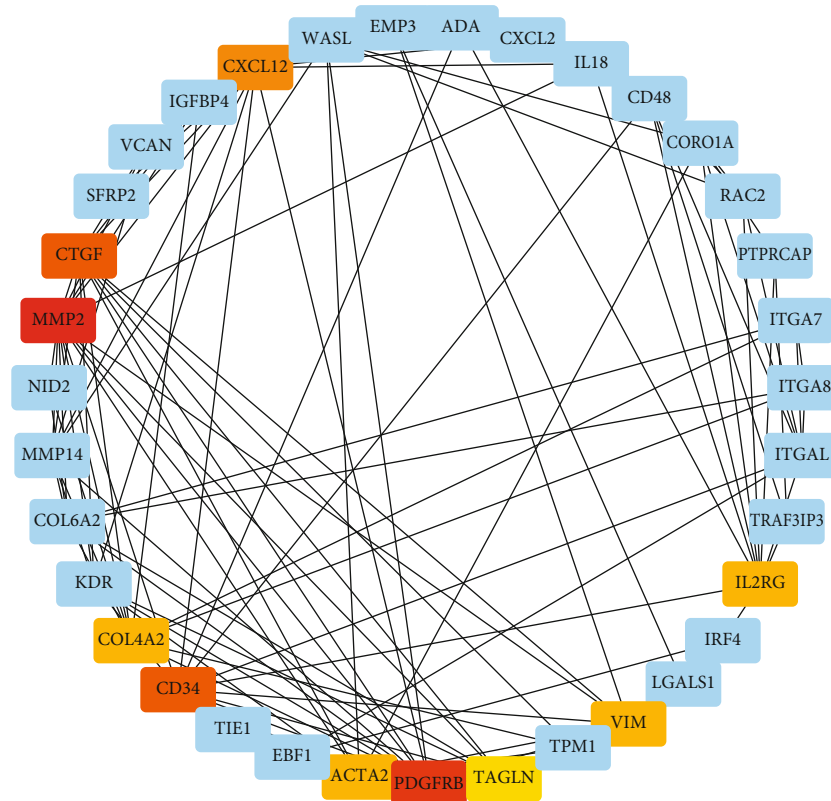 EMP3
ADA
WASL
CXCL2
CXCL12
IL18
IGFBP4
CD48
VCAN
CORO1A
SFRP2
RAC2
CTGF
PTPRCAP
MMP2
ITGA7
NID2
ITGA8
MMP14
ITGAL
COL6A2
TRAF3IP3
KDR
IL2RG
COL4A2
IRF4
CD34
LGALS1
TIE1
VIM
EBF1
TPM1
ACTA2
PDGFRB
TAGLN